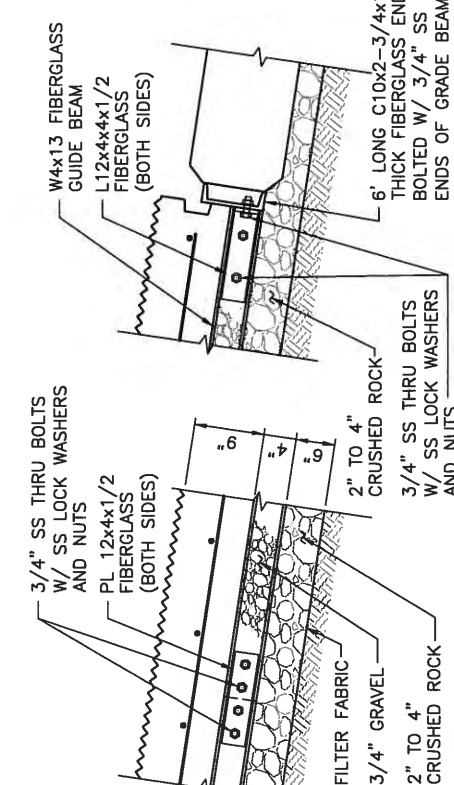 3/4" SS THRU BOLTS
W/ SS LOCK WASHERS
AND NUTS
PL 12x4x1/2
FIBERGLASS
(BOTH SIDES)
9"
4"
6"
FILTER FABRIC
3/4" GRAVEL
2" TO 4"
CRUSHED ROCK
W4x13 FIBERGLASS
GUIDE BEAM
L12x4x4x1/2
FIBERGLASS
(BOTH SIDES)
2" TO 4"
CRUSHED ROCK
3/4" SS THRU BOLTS
W/ SS LOCK WASHERS
AND NUTS
6' LONG C10x2-3/4x
THICK FIBERGLASS END
BOLTED W/ 3/4" SS
ENDS OF GRADE BEAM